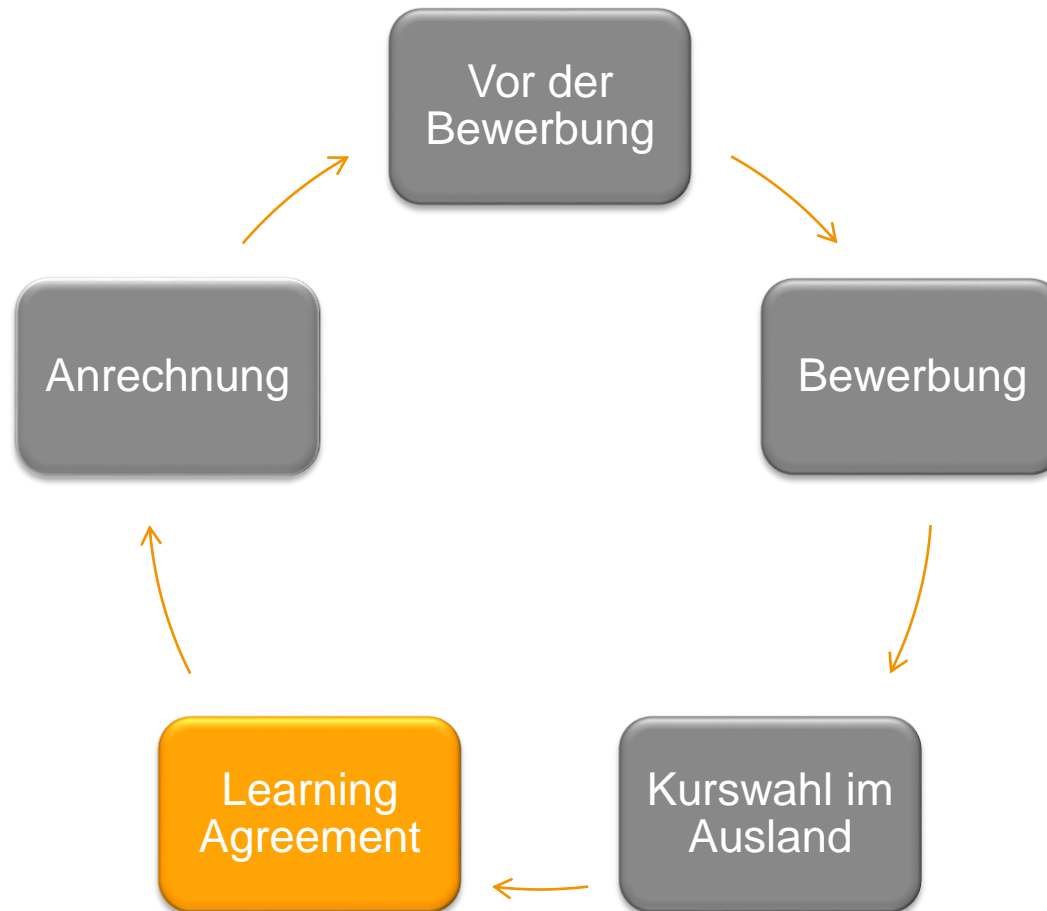 Vor der
Bewerbung
Anrechnung
Bewerbung
Learning
Agreement
Kurswahl im
Ausland